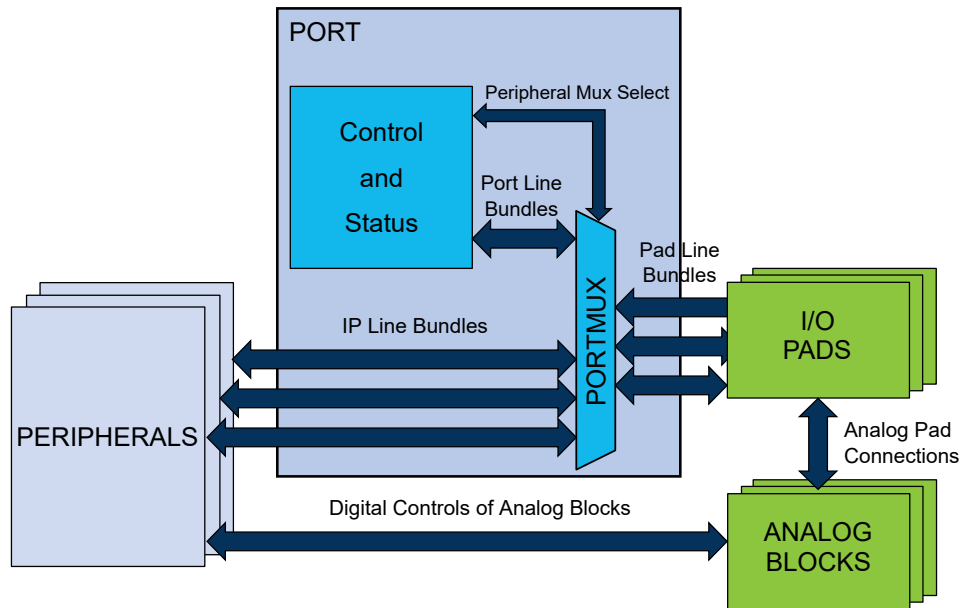 PORT
Peripheral Mux Select
Control
and
Status
Port Line
Bundles
Pad Line
Bundles
PORTMUX
I/O
PADS
IP Line Bundles
PERIPHERALS
Analog Pad
Connections
Digital Controls of Analog Blocks
ANALOG
BLOCKS